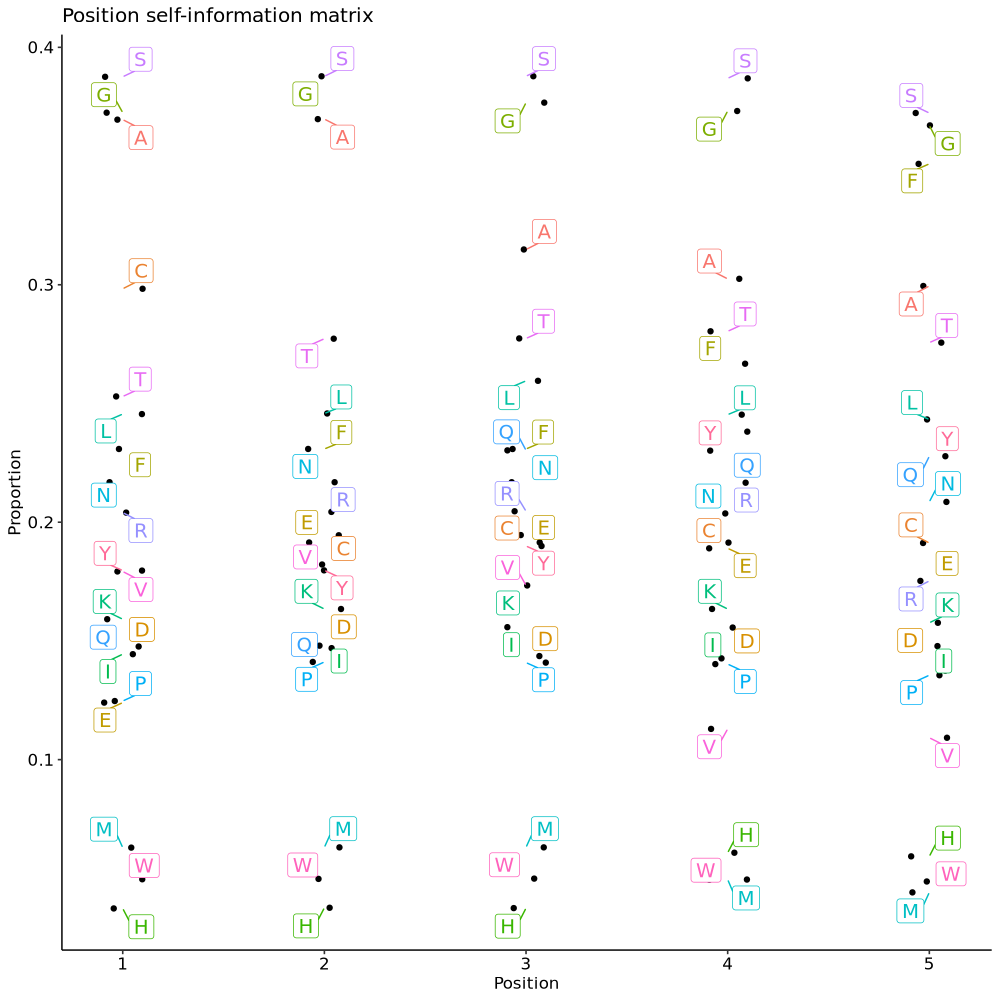 Position self-information matrix
0.4
S S S S S
G G G G G
A A F
C A A A
T T T T T
F
L L L L L
F F Q F Y Y
N N N Q Q N
R R R N R C
Y E C E C E E
V V C V Y K R K
K K Y K I D D I
Q D Q D I D P P
I P P I P V V
E
M M M H H
W W W W W
H H H M M
0.3
0.2
0.1
1 2 3 4 5
Position
Proportion